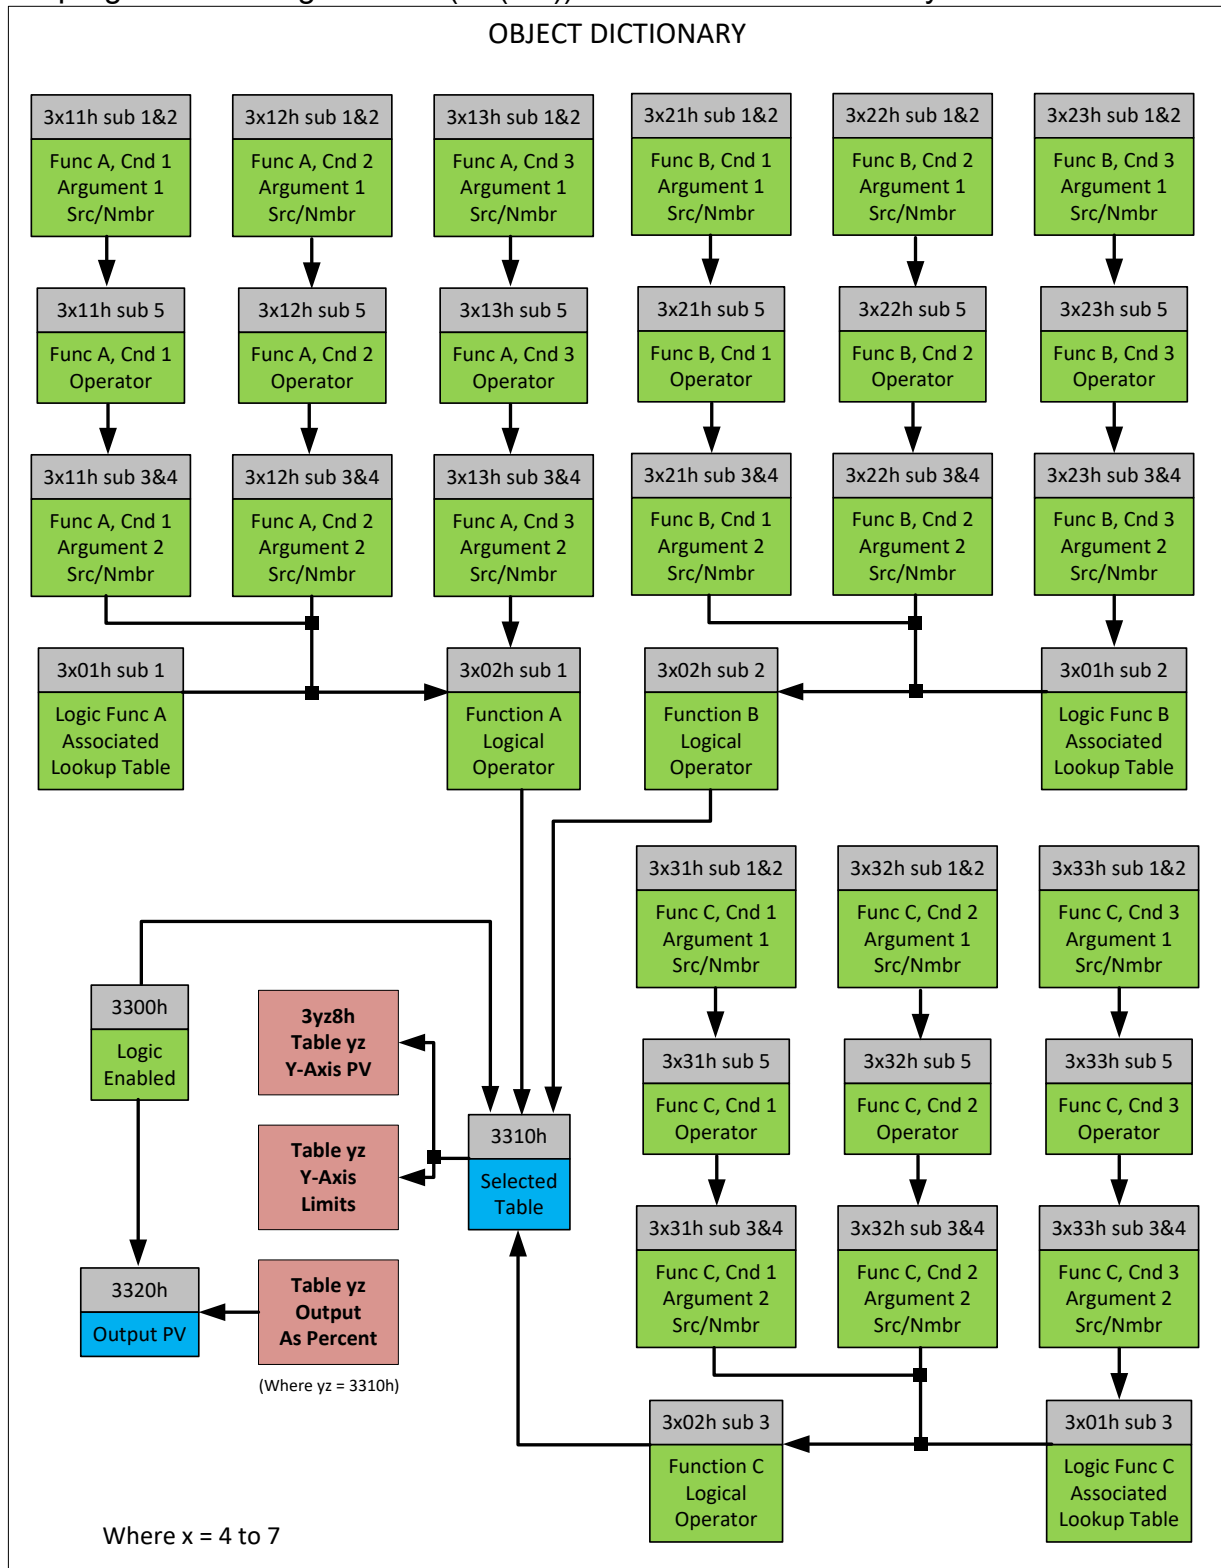 OBJECT DICTIONARY
3x11h sub 1&2
Func A, Cnd 1
Argument 1
Src/Nmbr
3x12h sub 1&2
Func A, Cnd 2
Argument 1
Src/Nmbr
3x13h sub 1&2
Func A, Cnd 3
Argument 1
Src/Nmbr
3x21h sub 1&2
Func B, Cnd 1
Argument 1
Src/Nmbr
3x22h sub 1&2
Func B, Cnd 2
Argument 1
Src/Nmbr
3x23h sub 1&2
Func B, Cnd 3
Argument 1
Src/Nmbr
3x11h sub 5
Func A, Cnd 1
Operator
3x12h sub 5
Func A, Cnd 2
Operator
3x13h sub 5
Func A, Cnd 3
Operator
3x21h sub 5
Func B, Cnd 1
Operator
3x22h sub 5
Func B, Cnd 2
Operator
3x23h sub 5
Func B, Cnd 3
Operator
3x11h sub 3&4
Func A, Cnd 1
Argument 2
Src/Nmbr
3x12h sub 3&4
Func A, Cnd 2
Argument 2
Src/Nmbr
3x13h sub 3&4
Func A, Cnd 3
Argument 2
Src/Nmbr
3x21h sub 3&4
Func B, Cnd 1
Argument 2
Src/Nmbr
3x22h sub 3&4
Func B, Cnd 2
Argument 2
Src/Nmbr
3x23h sub 3&4
Func B, Cnd 3
Argument 2
Src/Nmbr
3x01h sub 1
Logic Func A
Associated
Lookup Table
3x02h sub 1
Function A
Logical
Operator
3x02h sub 2
Function B
Logical
Operator
3x01h sub 2
Logic Func B
Associated
Lookup Table
3x31h sub 1&2
Func C, Cnd 1
Argument 1
Src/Nmbr
3x32h sub 1&2
Func C, Cnd 2
Argument 1
Src/Nmbr
3x33h sub 1&2
Func C, Cnd 3
Argument 1
Src/Nmbr
3300h
Logic
Enabled
3yz8h
Table yz
Y-Axis PV
3x31h sub 5
Func C, Cnd 1
Operator
3x32h sub 5
Func C, Cnd 2
Operator
3x33h sub 5
Func C, Cnd 3
Operator
Table yz
Y-Axis
Limits
3310h
Selected
Table
3x31h sub 3&4
Func C, Cnd 1
Argument 2
Src/Nmbr
3x32h sub 3&4
Func C, Cnd 2
Argument 2
Src/Nmbr
3x33h sub 3&4
Func C, Cnd 3
Argument 2
Src/Nmbr
3320h
Output PV
Table yz
Output
As Percent
(Where yz = 3310h)
3x02h sub 3
Function C
Logical
Operator
3x01h sub 3
Logic Func C
Associated
Lookup Table
Where x = 4 to 7